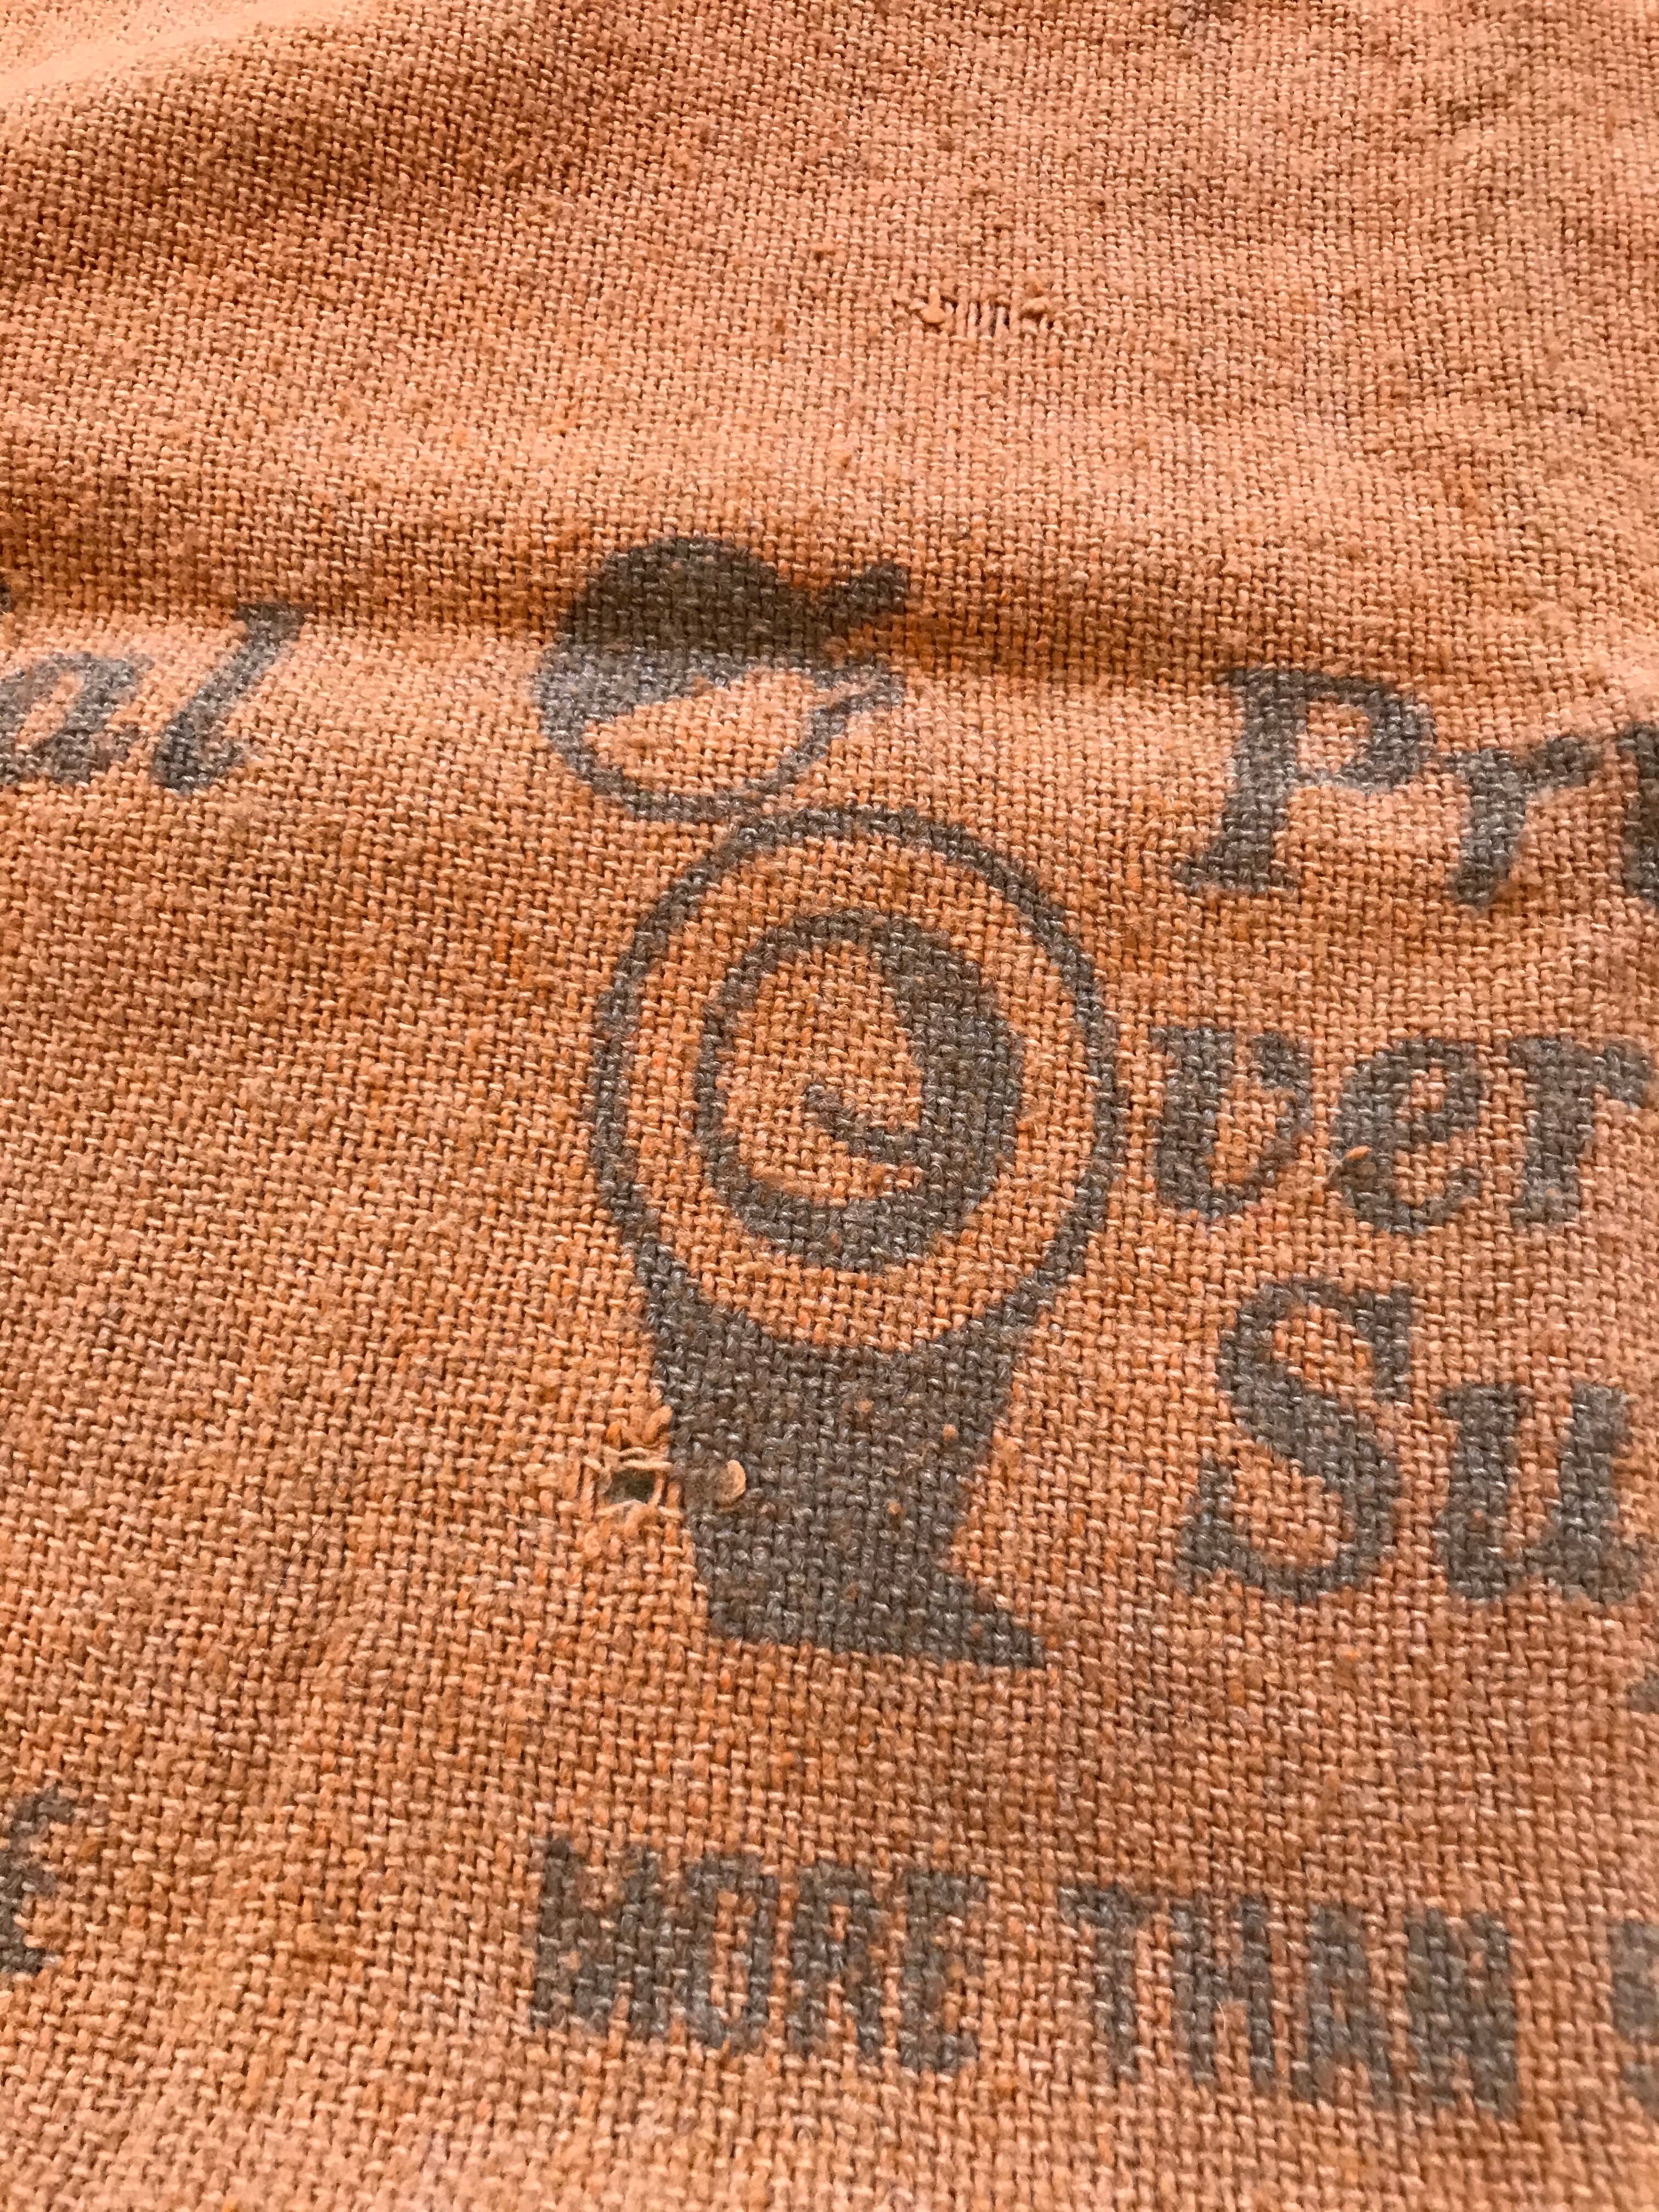 al
Pr
ver
Su
MORE THAN